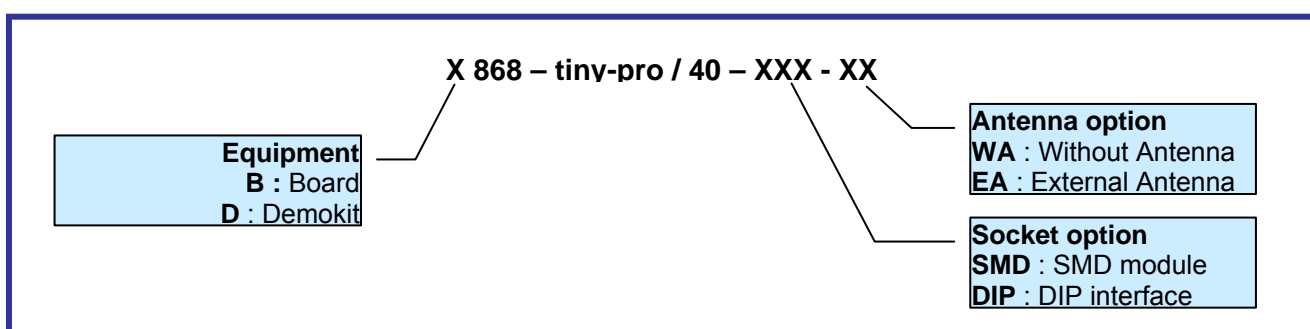 X 868 – tiny-pro / 40 – XXX - XX
Equipment
B : Board
D : Demokit
Antenna option
WA : Without Antenna
EA : External Antenna
Socket option
SMD : SMD module
DIP : DIP interface